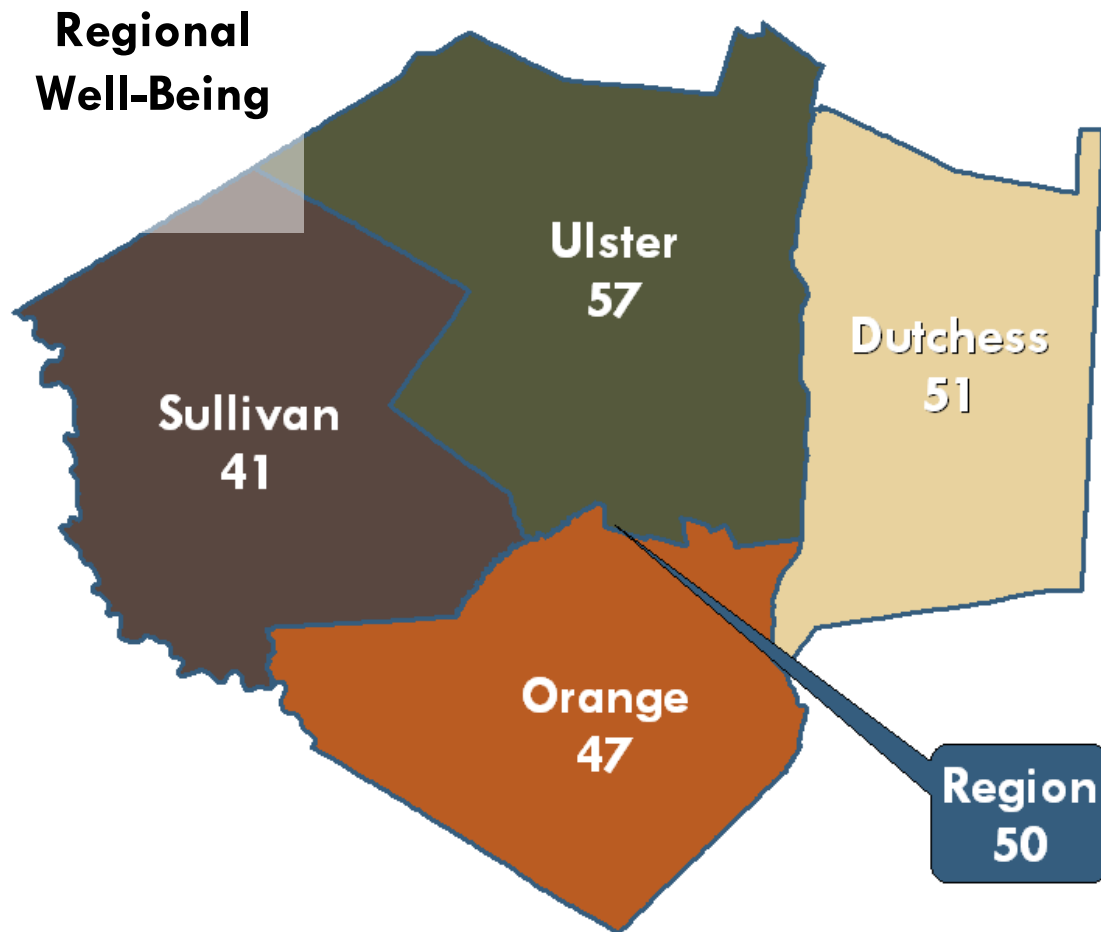 Regional
Well-Being
Ulster
57
Dutchess
51
Sullivan
41
Orange
47
Region
50